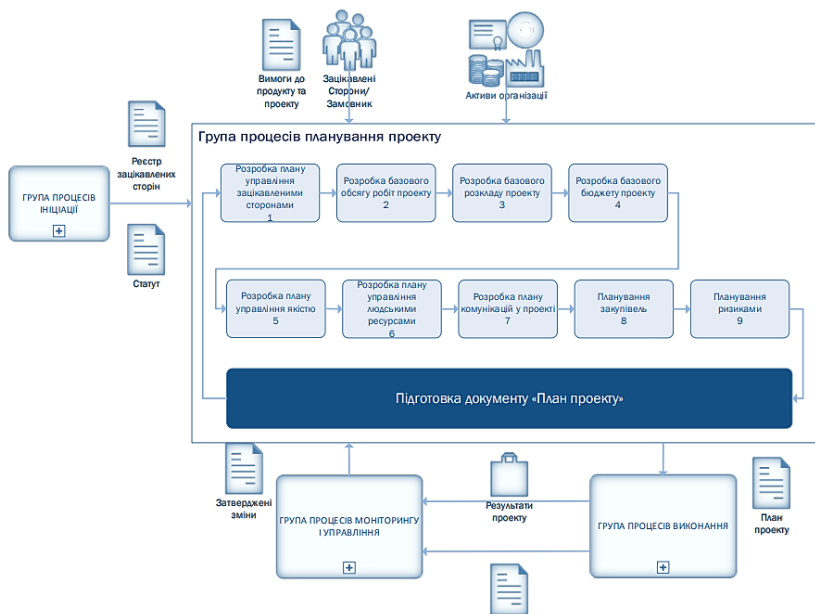 Вимоги до
продукту та
проекту
Зацікавлені
Сторони/
Замовник
Активи організації
Реєстр
зацікавлених
сторін
ГРУПА ПРОЦЕСІВ
ІНІЦІАЦІЇ
Статут
Група процесів планування проекту
Розробка плану
управління
зацікавленими
сторонами
1
Розробка базового
обсягу робіт проекту
2
Розробка базового
розкладу проекту
3
Розробка базового
бюджету проекту
4
Розробка плану
управління якістю
5
Розробка плану
управління
людськими
ресурсами
6
Розробка плану
комунікацій у проекті
7
Планування
закупівель
8
Планування
ризиками
9
Підготовка документу «План проекту»
Затверджені
зміни
ГРУПА ПРОЦЕСІВ МОНІТОРИНГУ
І УПРАВЛІННЯ
Результати
проекту
ГРУПА ПРОЦЕСІВ ВИКОНАННЯ
План
проекту